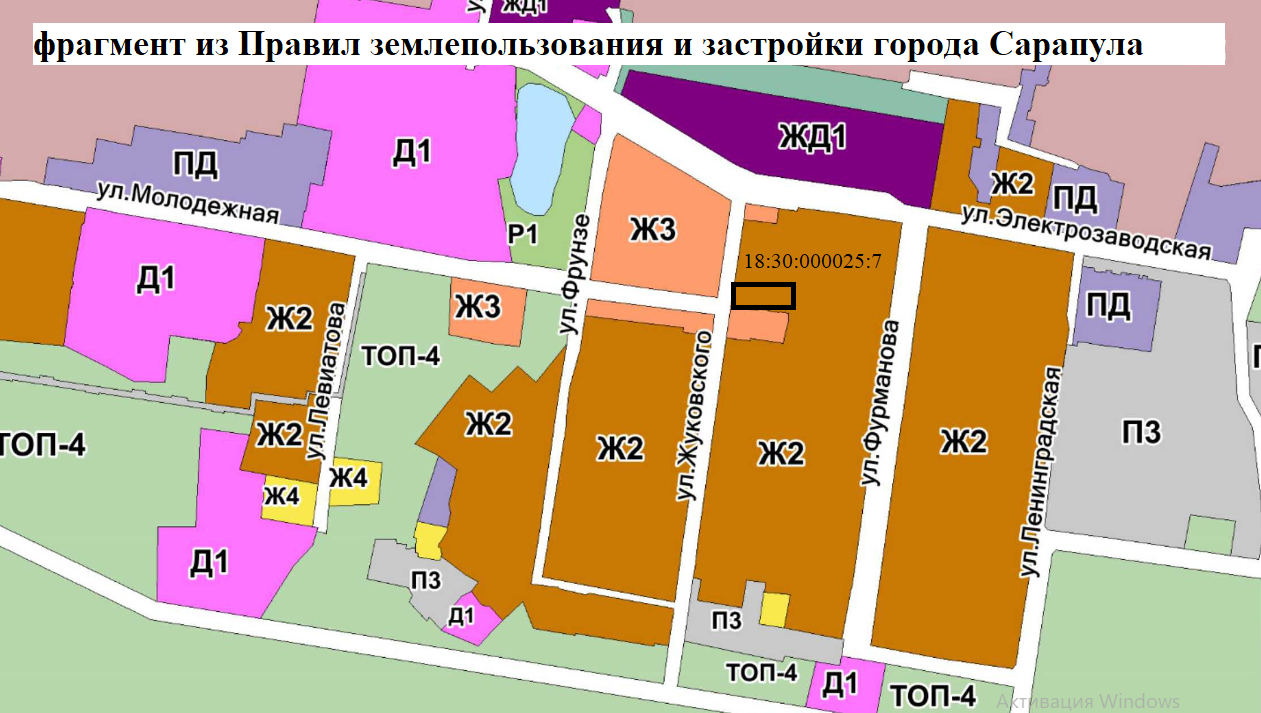 ул
ЖД1
фрагмент из Правил землепользования и застройки города Сарапула
ЖД1
Д1
ПД
Ж2
ПД
ул.Молодежная
ул.Электрозаводская
Р1
Ж3
ул.Фрунзе
18:30:000025:7
Д1
Ж2
Ж3
ПД
ТОП-4
ул.Левиатова
ул.Жуковского
ул.Фурманова
ул.Ленинградская
Ж2
Ж2
Ж2
Ж2
Ж2
П3
ТОП-4
Ж4
Ж4
Д1
П3
Д1
П3
ТОП-4
Д1
ТОП-4
Активация Windows